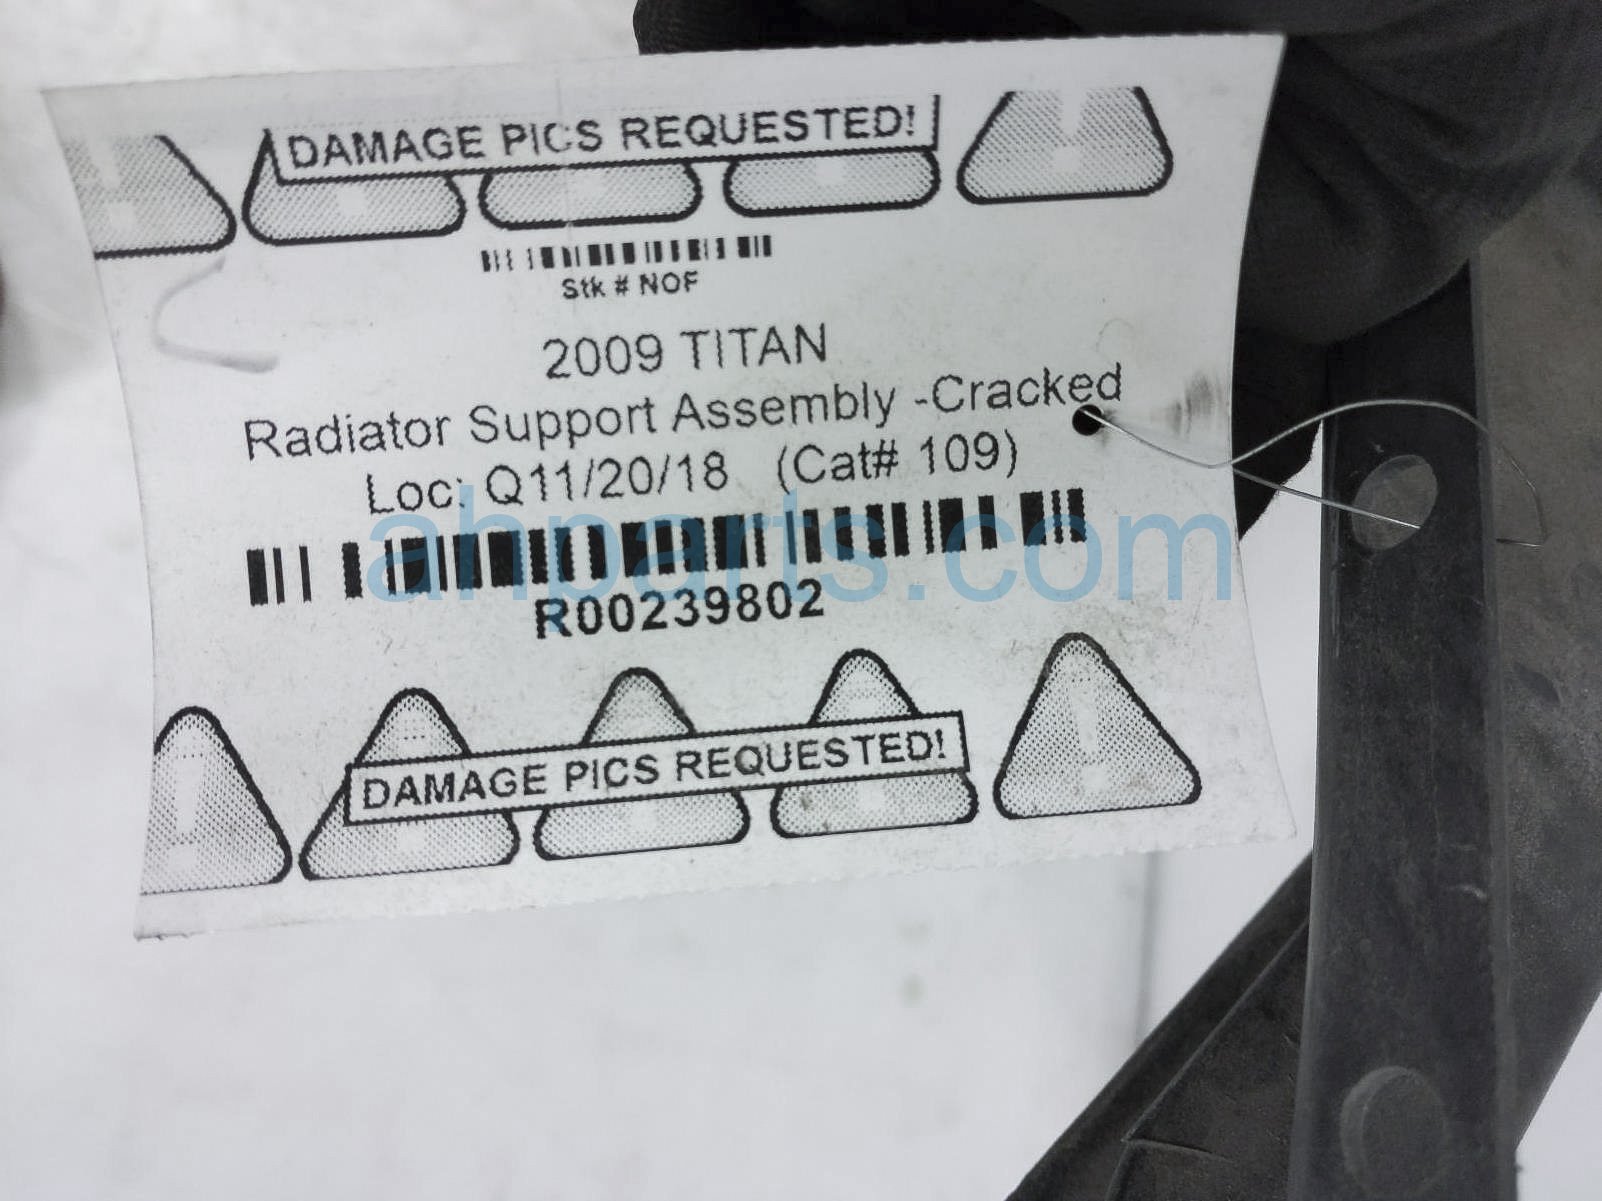 DAMAGE PICS REQUESTED!
Stk # NOF
2009 TITAN
Radiator Support Assembly -Cracked
Loc: Q11/20/18 (Cat# 109)
ahparts.com
R00239802
DAMAGE PICS REQUESTED!